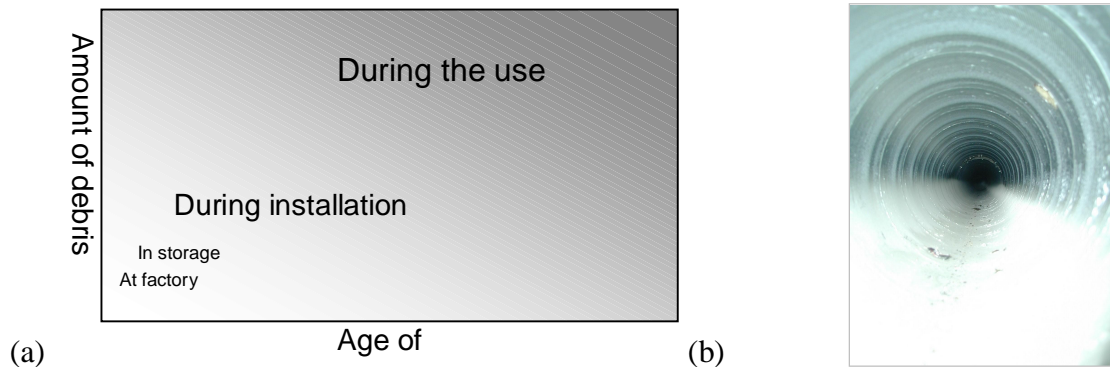 Amount of debris
During the use
During installation
In storage
At factory
Age of
(a)
(b)